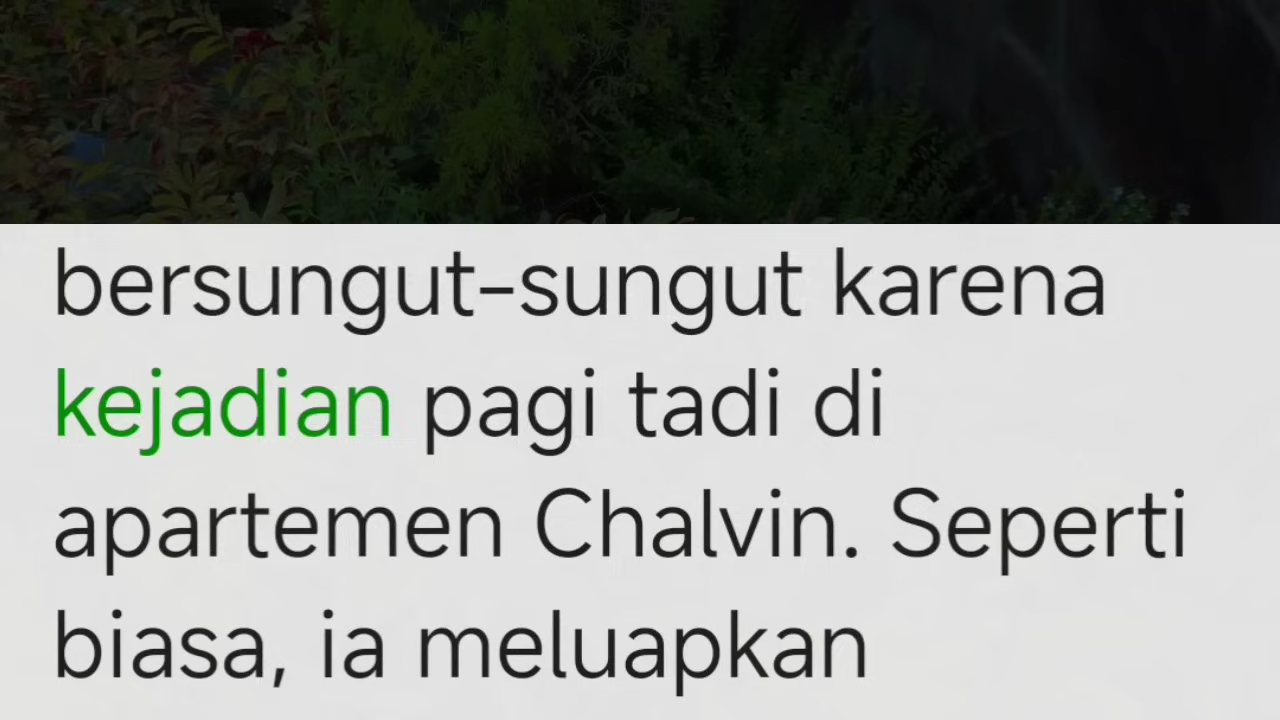 bersungut-sungut karena
kejadian pagi tadi di
apartemen Chalvin. Seperti
biasa, ia meluapkan